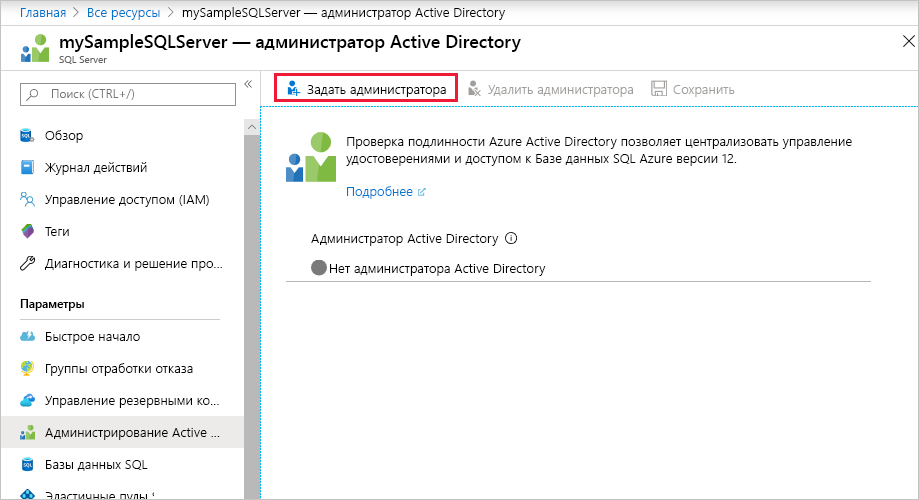 Главная > Все ресурсы > mySampleSQLServer — администратор Active Directory
mySampleSQLServer — администратор Active Directory
SQL Server
Поиск (CTRL+/)
Обзор
Журнал действий
Управление доступом (IAM)
Теги
Диагностика и решение про...
Параметры
Быстрое начало
Группы отработки отказа
Управление резервными ко...
Администрирование Active ...
Базы данных SQL
Эластичные пулы
Задать администратора
Удалить администратора
Сохранить
Проверка подлинности Azure Active Directory позволяет централизовать управление
удостоверениями и доступом к Базе данных SQL Azure версии 12.
Подробнее
Администратор Active Directory
Нет администратора Active Directory